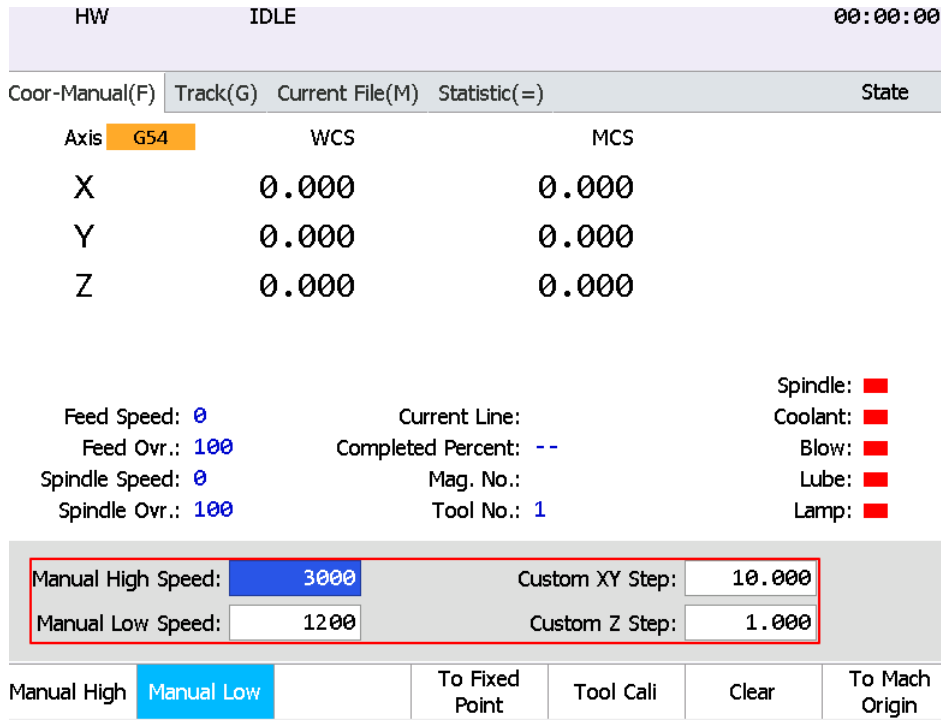 HW IDLE 00:00:00
Coor-Manual(F) Track(G) Current File(M) Statistic(=) State
Axis G54 WCS MCS
X 0.000 0.000
Y 0.000 0.000
Z 0.000 0.000
Spindle:
Feed Speed: 0 Current Line: Coolant:
Feed Ovr.: 100 Completed Percent: -- Blow:
Spindle Speed: 0 Mag. No.: Lube:
Spindle Ovr.: 100 Tool No.: 1 Lamp:
Manual High Speed: 3000 Custom XY Step: 10.000
Manual Low Speed: 1200 Custom Z Step: 1.000
Manual High Manual Low To Fixed Point Tool Cali Clear To Mach Origin